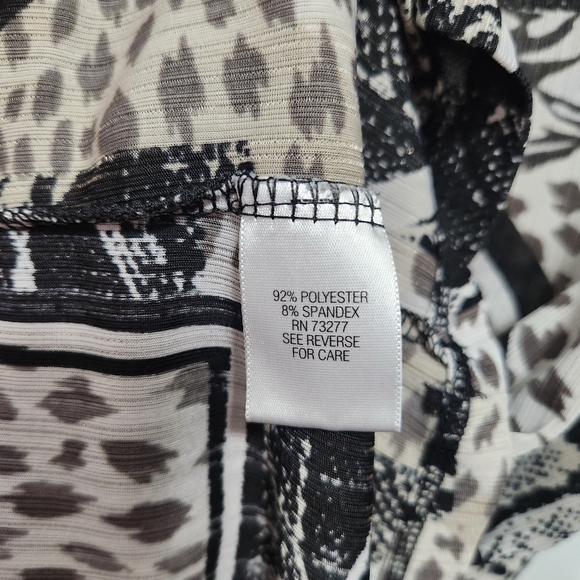 92% POLYESTER
8% SPANDEX
RN 73277
SEE REVERSE
FOR CARE